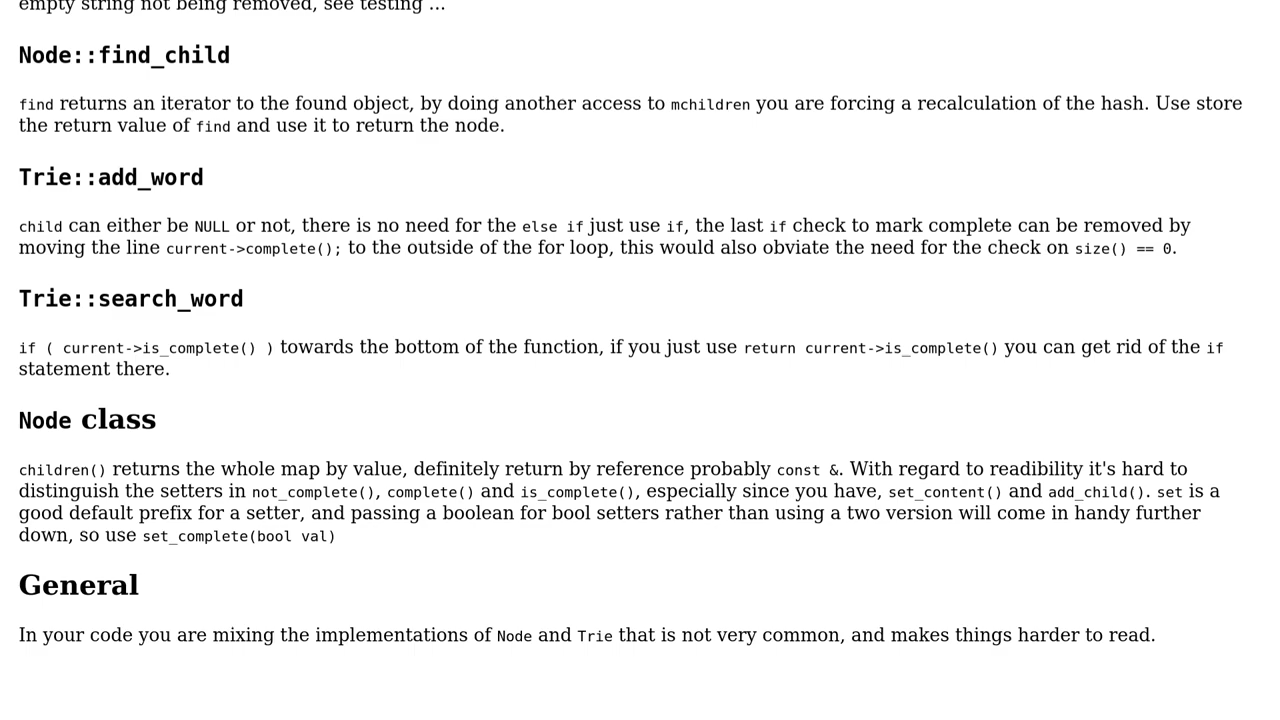 empty string not being removed, see testing ...
Node::find_child
find returns an iterator to the found object, by doing another access to mchildren you are forcing a recalculation of the hash. Use store
the return value of find and use it to return the node.
Trie::add_word
child can either be NULL or not, there is no need for the else if just use if, the last if check to mark complete can be removed by
moving the line current->complete(); to the outside of the for loop, this would also obviate the need for the check on size() == 0.
Trie::search_word
if ( current->is_complete() ) towards the bottom of the function, if you just use return current->is_complete() you can get rid of the if
statement there.
Node class
children() returns the whole map by value, definitely return by reference probably const &. With regard to readibility it's hard to
distinguish the setters in not_complete(), complete() and is_complete(), especially since you have, set_content() and add_child(). set is a
good default prefix for a setter, and passing a boolean for bool setters rather than using a two version will come in handy further
down, so use set_complete(bool val)
General
In your code you are mixing the implementations of Node and Trie that is not very common, and makes things harder to read.